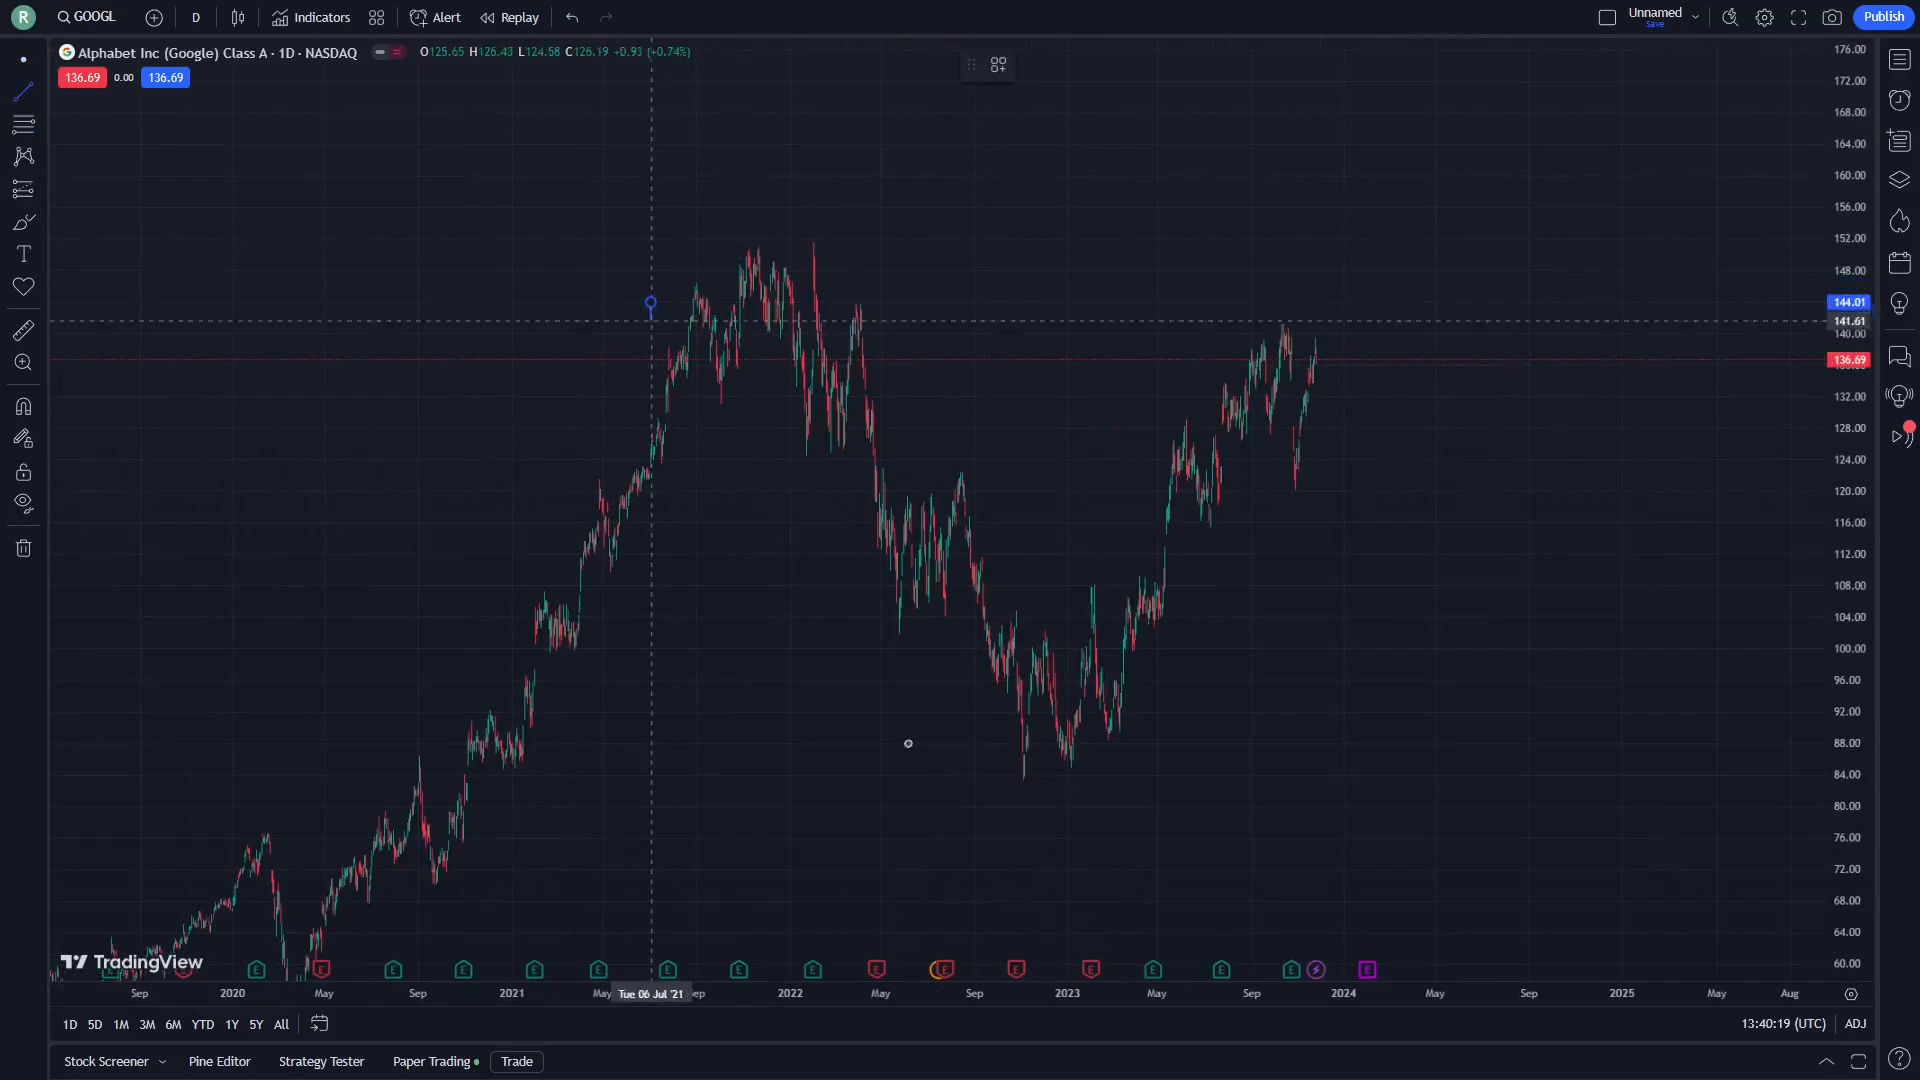 R
GOOGL
D
Indicators
Alert
Replay
Unnamed
Save
Publish
Alphabet Inc (Google) Class A · 1D · NASDAQ
O125.65 H126.43 L124.58 C126.19 +0.93 (+0.74%)
136.69
0.00
136.69
176.00
172.00
168.00
164.00
160.00
156.00
152.00
148.00
144.01
141.61
140.00
136.69
132.00
128.00
124.00
120.00
116.00
112.00
108.00
104.00
100.00
96.00
92.00
88.00
84.00
80.00
76.00
72.00
68.00
64.00
60.00
TradingView
E E E E E E E E E E E E E E E E E E E
Sep
2020
May
Sep
2021
May
Tue 06 Jul '21
2022
May
Sep
2023
May
Sep
2024
May
Sep
2025
May
Aug
1D 5D 1M 3M 6M YTD 1Y 5Y All
13:40:19 (UTC)
ADJ
Stock Screener
Pine Editor
Strategy Tester
Paper Trading
Trade